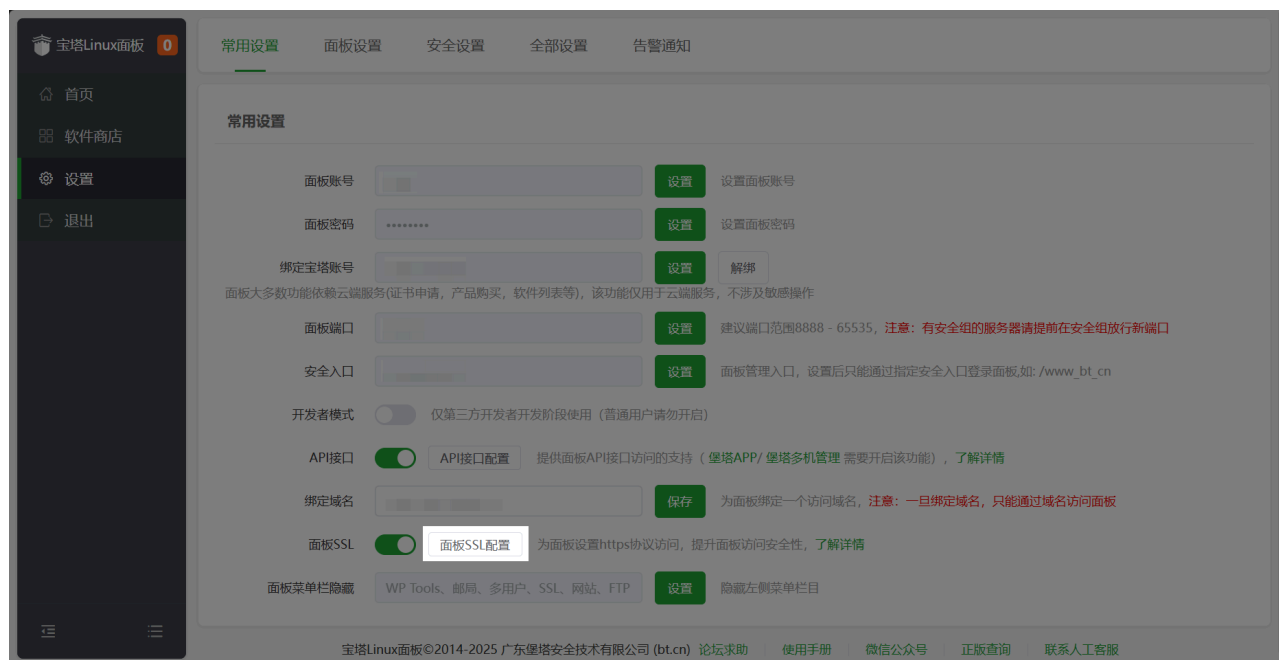 宝塔Linux面板 0
常用设置 面板设置 安全设置 全部设置 告警通知
首页
软件商店
设置
退出
常用设置
面板账号 设置 设置面板账号
面板密码 •••••••• 设置 设置面板密码
绑定宝塔账号 设置 解绑
面板大多数功能依赖云端服务(证书申请，产品购买，软件列表等)，该功能仅用于云端服务，不涉及敏感操作
面板端口 设置 建议端口范围8888 - 65535，注意：有安全组的服务器请提前在安全组放行新端口
安全入口 设置 面板管理入口，设置后只能通过指定安全入口登录面板,如: /www_bt_cn
开发者模式 仅第三方开发者开发阶段使用（普通用户请勿开启）
API接口 API接口配置 提供面板API接口访问的支持（ 堡塔APP/ 堡塔多机管理 需要开启该功能），了解详情
绑定域名 保存 为面板绑定一个访问域名，注意：一旦绑定域名，只能通过域名访问面板
面板SSL 面板SSL配置 为面板设置https协议访问，提升面板访问安全性，了解详情
面板菜单栏隐藏 WP Tools、邮局、多用户、SSL、网站、FTP 设置 隐藏左侧菜单栏目
宝塔Linux面板©2014-2025 广东堡塔安全技术有限公司 (bt.cn) 论坛求助 使用手册 微信公众号 正版查询 联系人工客服